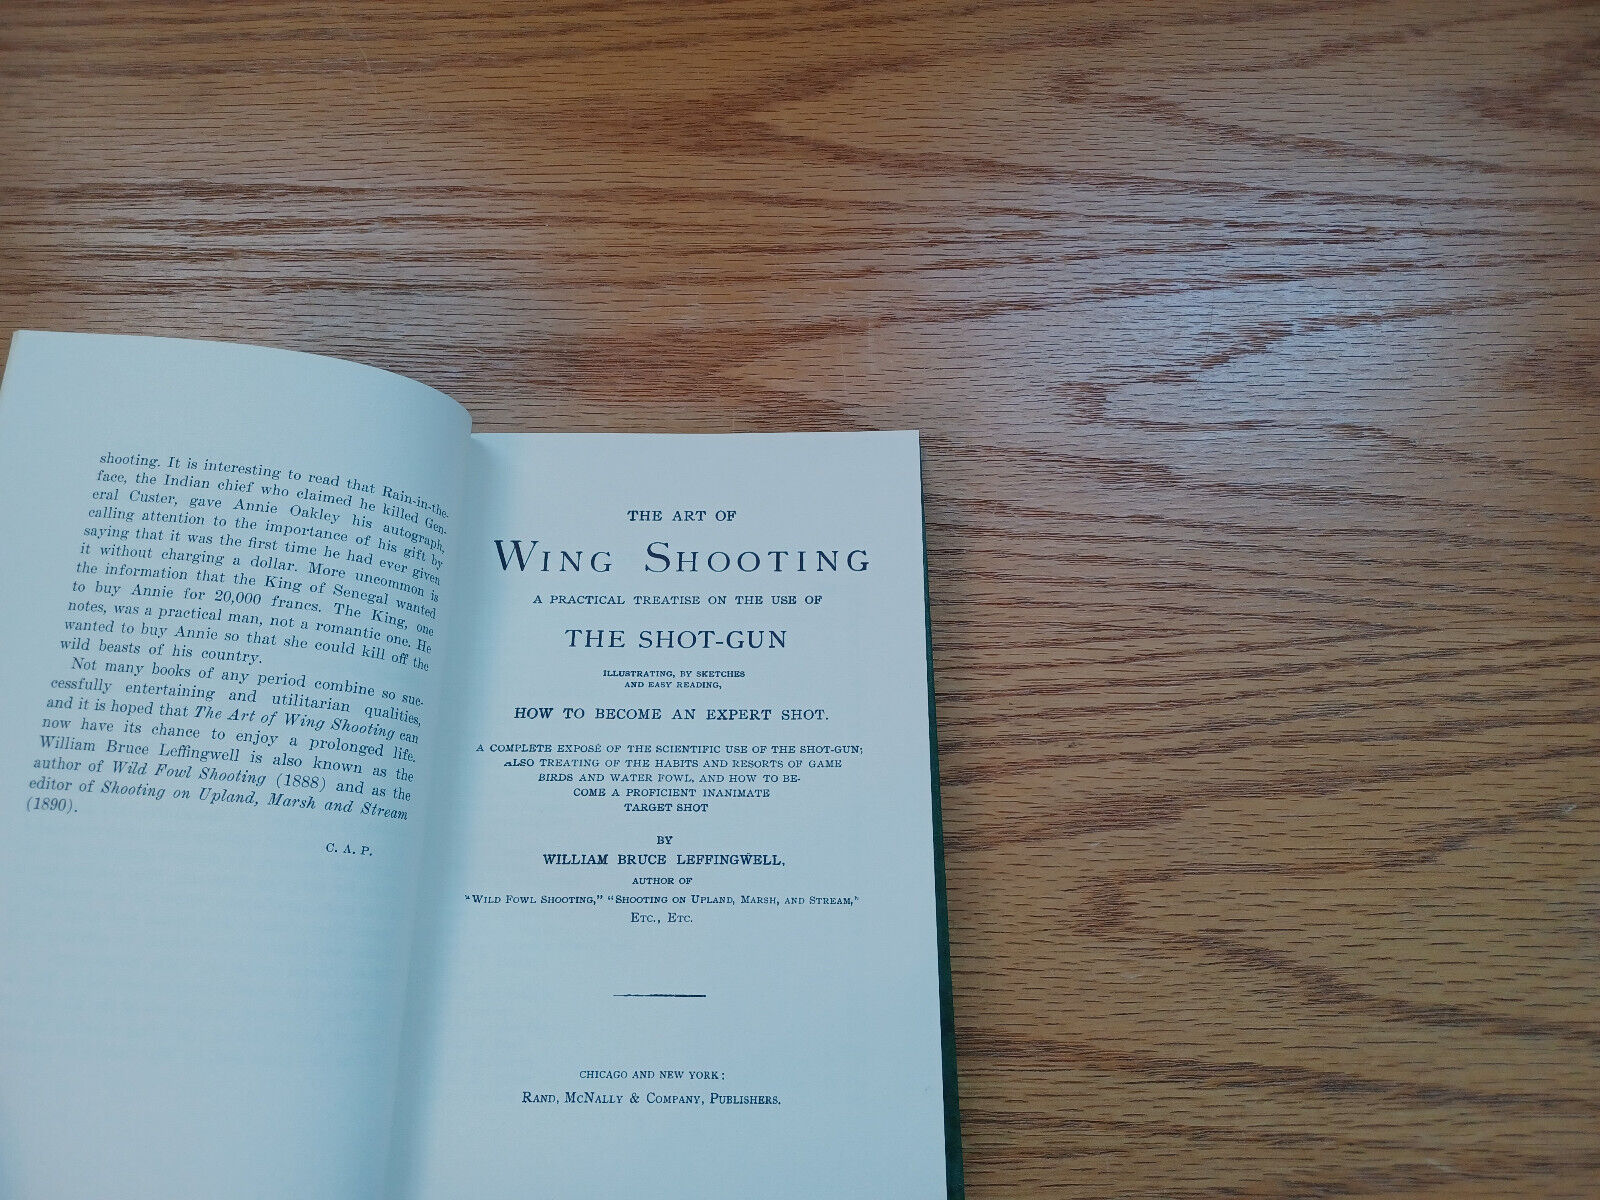 shooting. It is interesting to read that Rain-in-the-
face, the Indian chief who claimed he killed Gen-
eral Custer, gave Annie Oakley his autograph,
calling attention to the importance of his gift by
saying that it was the first time he had ever given
it without charging a dollar. More uncommon is
the information that the King of Senegal wanted
to buy Annie for 20,000 francs. The King, one
notes, was a practical man, not a romantic one. He
wanted to buy Annie so that she could kill off the
wild beasts of his country.
Not many books of any period combine so suc-
cessfully entertaining and utilitarian qualities,
and it is hoped that The Art of Wing Shooting can
now have its chance to enjoy a prolonged life.
William Bruce Leffingwell is also known as the
author of Wild Fowl Shooting (1888) and as the
editor of Shooting on Upland, Marsh and Stream
(1890).
C. A. P.
THE ART OF
WING SHOOTING
A PRACTICAL TREATISE ON THE USE OF
THE SHOT-GUN
ILLUSTRATING, BY SKETCHES
AND EASY READING,
HOW TO BECOME AN EXPERT SHOT.
A COMPLETE EXPOSÉ OF THE SCIENTIFIC USE OF THE SHOT-GUN;
ALSO TREATING OF THE HABITS AND RESORTS OF GAME
BIRDS AND WATER FOWL, AND HOW TO BE-
COME A PROFICIENT INANIMATE
TARGET SHOT
BY
WILLIAM BRUCE LEFFINGWELL,
AUTHOR OF
"WILD FOWL SHOOTING," "SHOOTING ON UPLAND, MARSH, AND STREAM,"
ETC., ETC.
CHICAGO AND NEW YORK:
RAND, MCNALLY & COMPANY, PUBLISHERS.